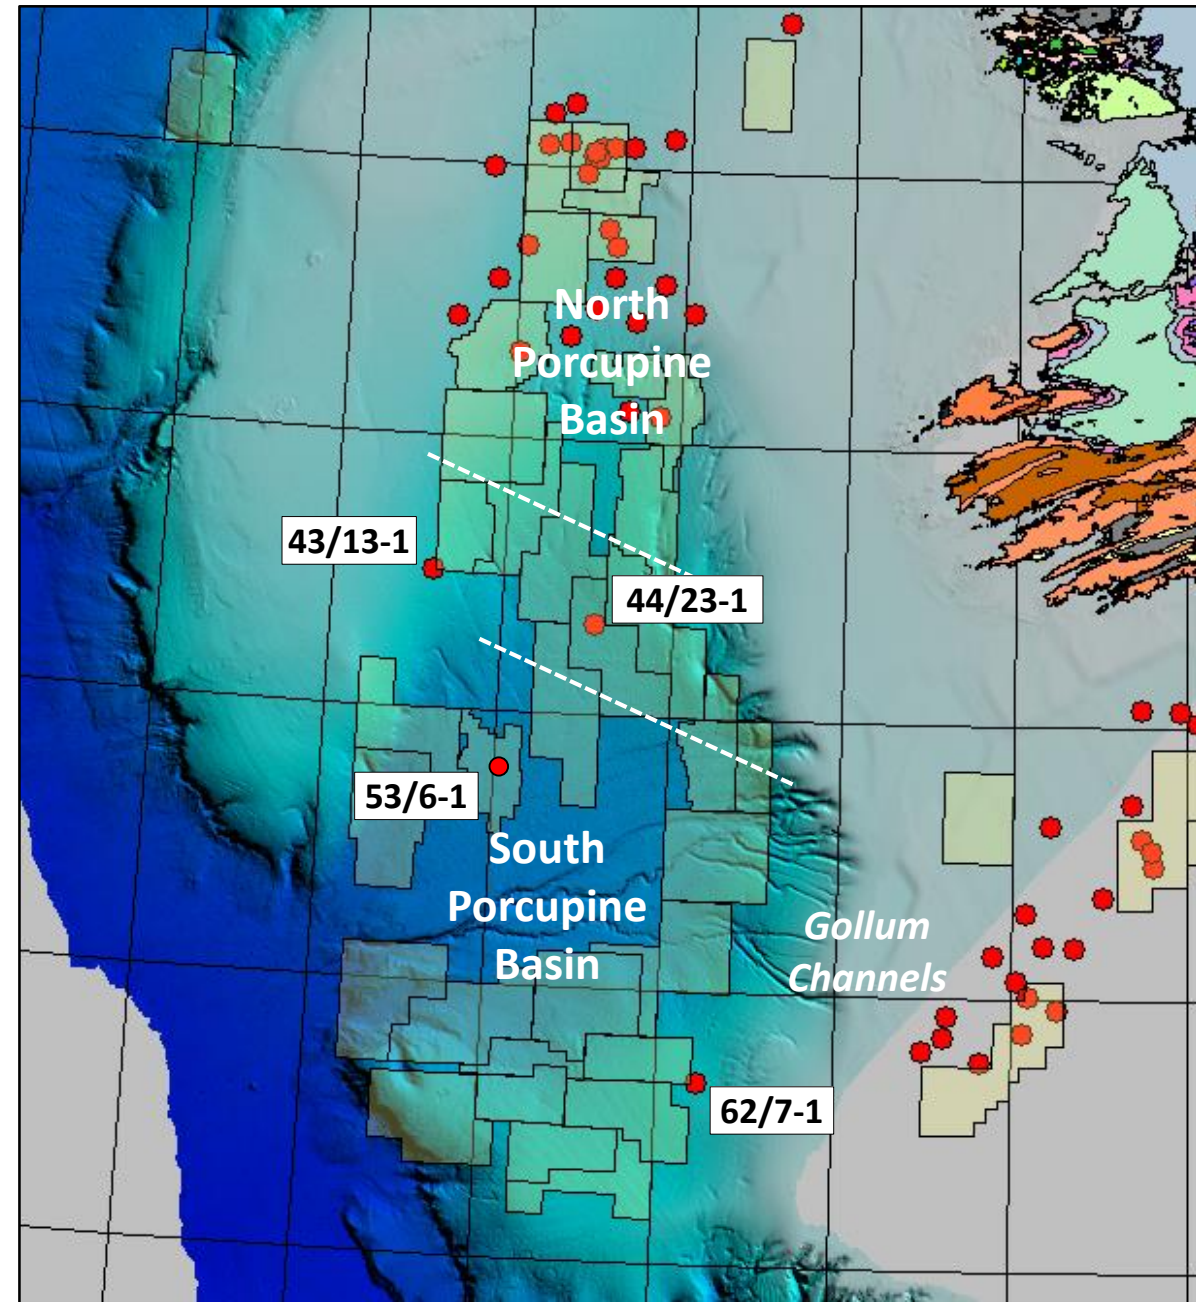 North
Porcupine
Basin
43/13-1
44/23-1
53/6-1
South
Porcupine
Basin
Gollum
Channels
62/7-1